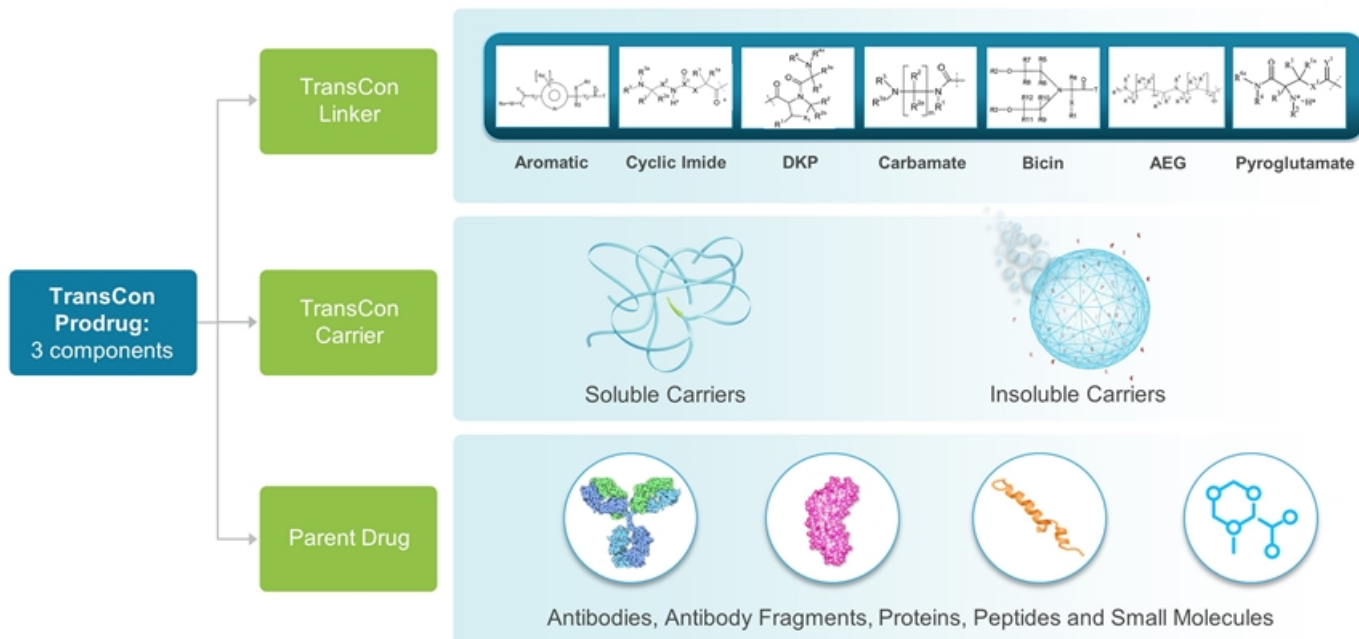 TransCon
Prodrug:
3 components
TransCon
Linker
Aromatic
Cyclic Imide
DKP
Carbamate
Bicin
AEG
Pyroglutamate
TransCon
Carrier
Soluble Carriers
Insoluble Carriers
Parent Drug
Antibodies, Antibody Fragments, Proteins, Peptides and Small Molecules